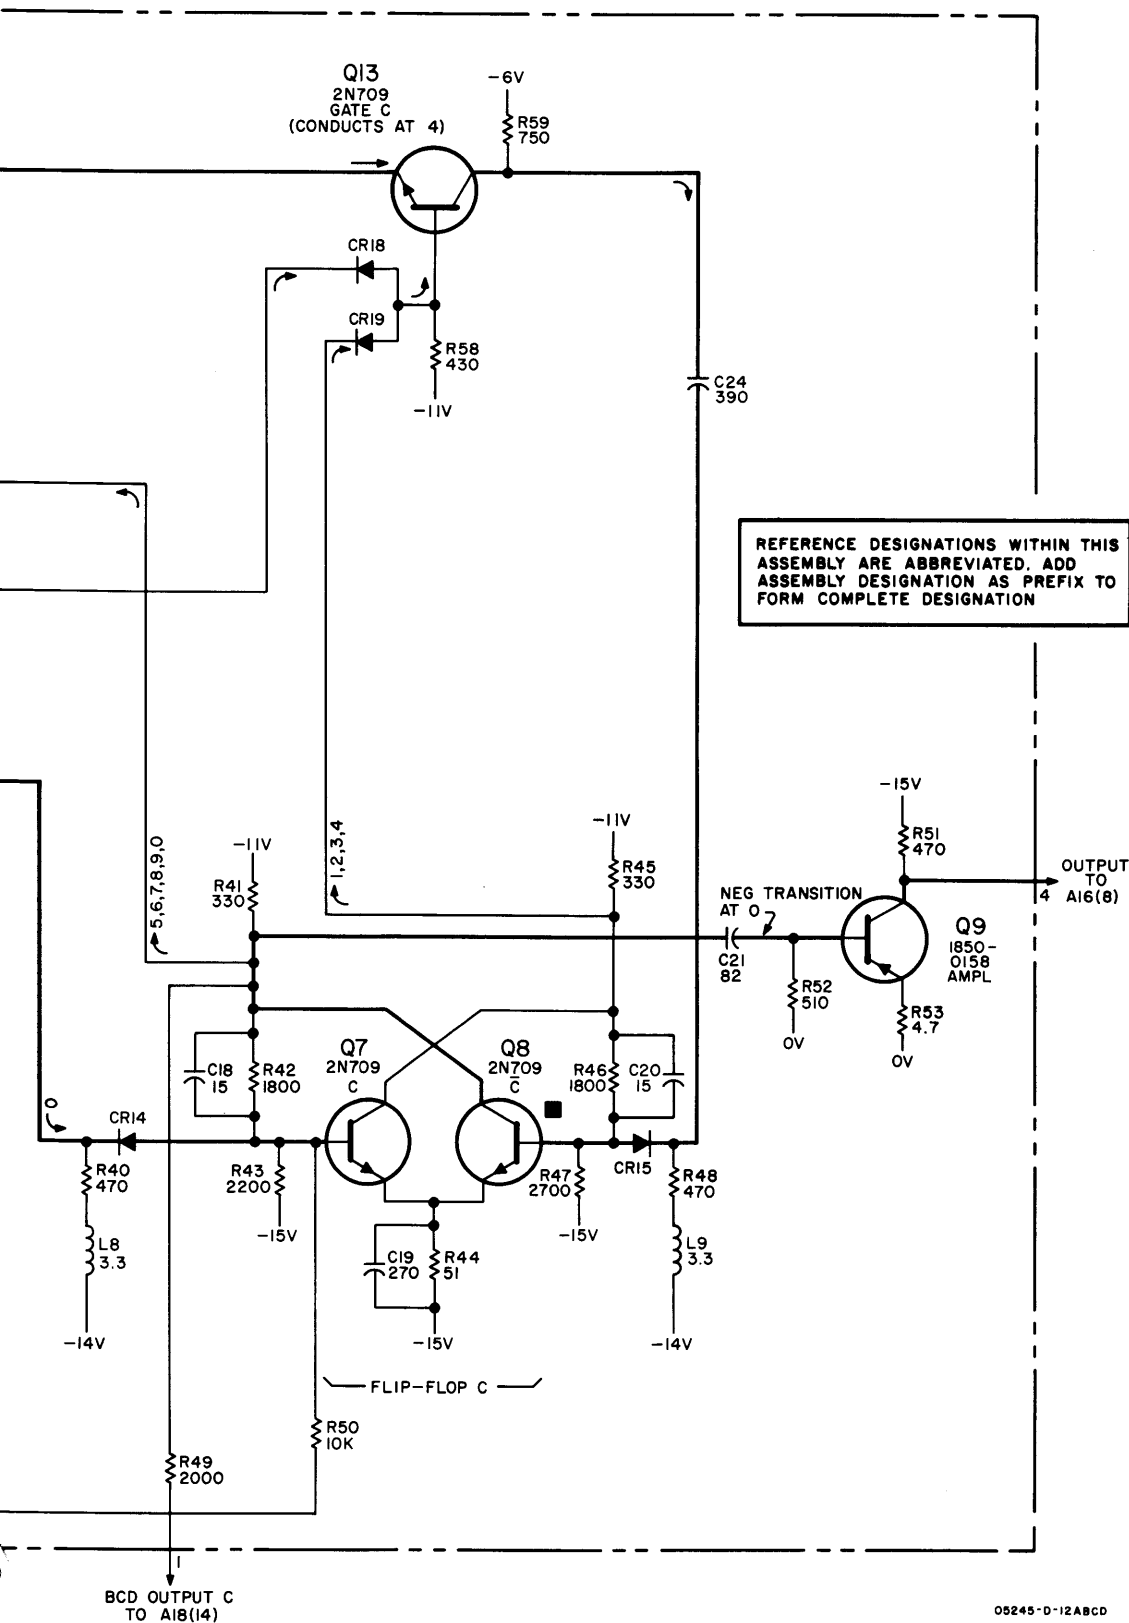 Q13
2N709
GATE C
(CONDUCTS AT 4)
-6V
R59
750
CR18
CR19
R58
430
-11V
C24
390
REFERENCE DESIGNATIONS WITHIN THIS
ASSEMBLY ARE ABBREVIATED. ADD
ASSEMBLY DESIGNATION AS PREFIX TO
FORM COMPLETE DESIGNATION
5,6,7,8,9,0
1,2,3,4
-11V
R41
330
-11V
R45
330
-15V
R51
470
OUTPUT
TO
A16(8)
4
NEG TRANSITION
AT 0
C21
82
Q9
1850-
0158
AMPL
R52
510
0V
R53
4.7
0V
C18
15
R42
1800
Q7
2N709
C
Q8
2N709
C̅
R46
1800
C20
15
0
CR14
R40
470
R43
2200
-15V
R47
2700
-15V
CR15
R48
470
L8
3.3
-14V
C19
270
R44
51
-15V
L9
3.3
-14V
FLIP-FLOP C
R50
10K
R49
2000
1
BCD OUTPUT C
TO A18(14)
05245-D-12ABCD